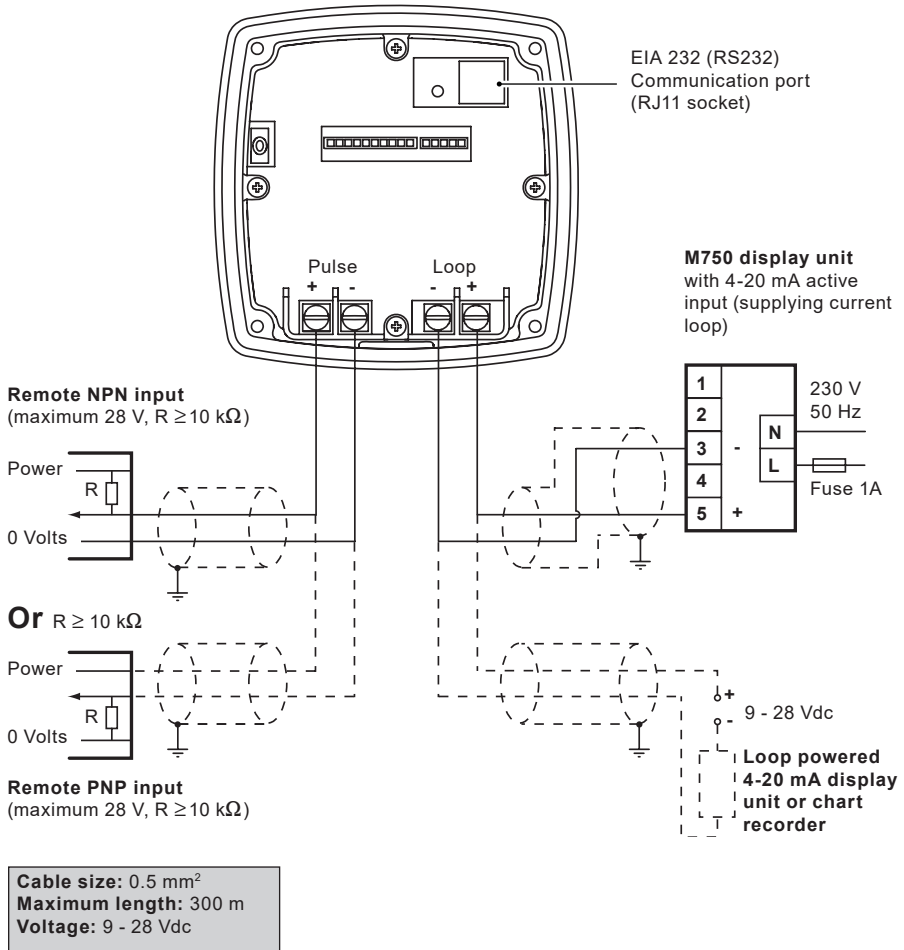 EIA 232 (RS232)
Communication port
(RJ11 socket)
Pulse
+ -
Loop
- +
M750 display unit
with 4-20 mA active
input (supplying current
loop)
1
2
3 -
4
5 +
N
L
230 V
50 Hz
Fuse 1A
Remote NPN input
(maximum 28 V, R ≥ 10 kΩ)
Power
R
0 Volts
Or R ≥ 10 kΩ
Power
R
0 Volts
Remote PNP input
(maximum 28 V, R ≥ 10 kΩ)
+
9 - 28 Vdc
-
Loop powered
4-20 mA display
unit or chart
recorder
Cable size: 0.5 mm²
Maximum length: 300 m
Voltage: 9 - 28 Vdc